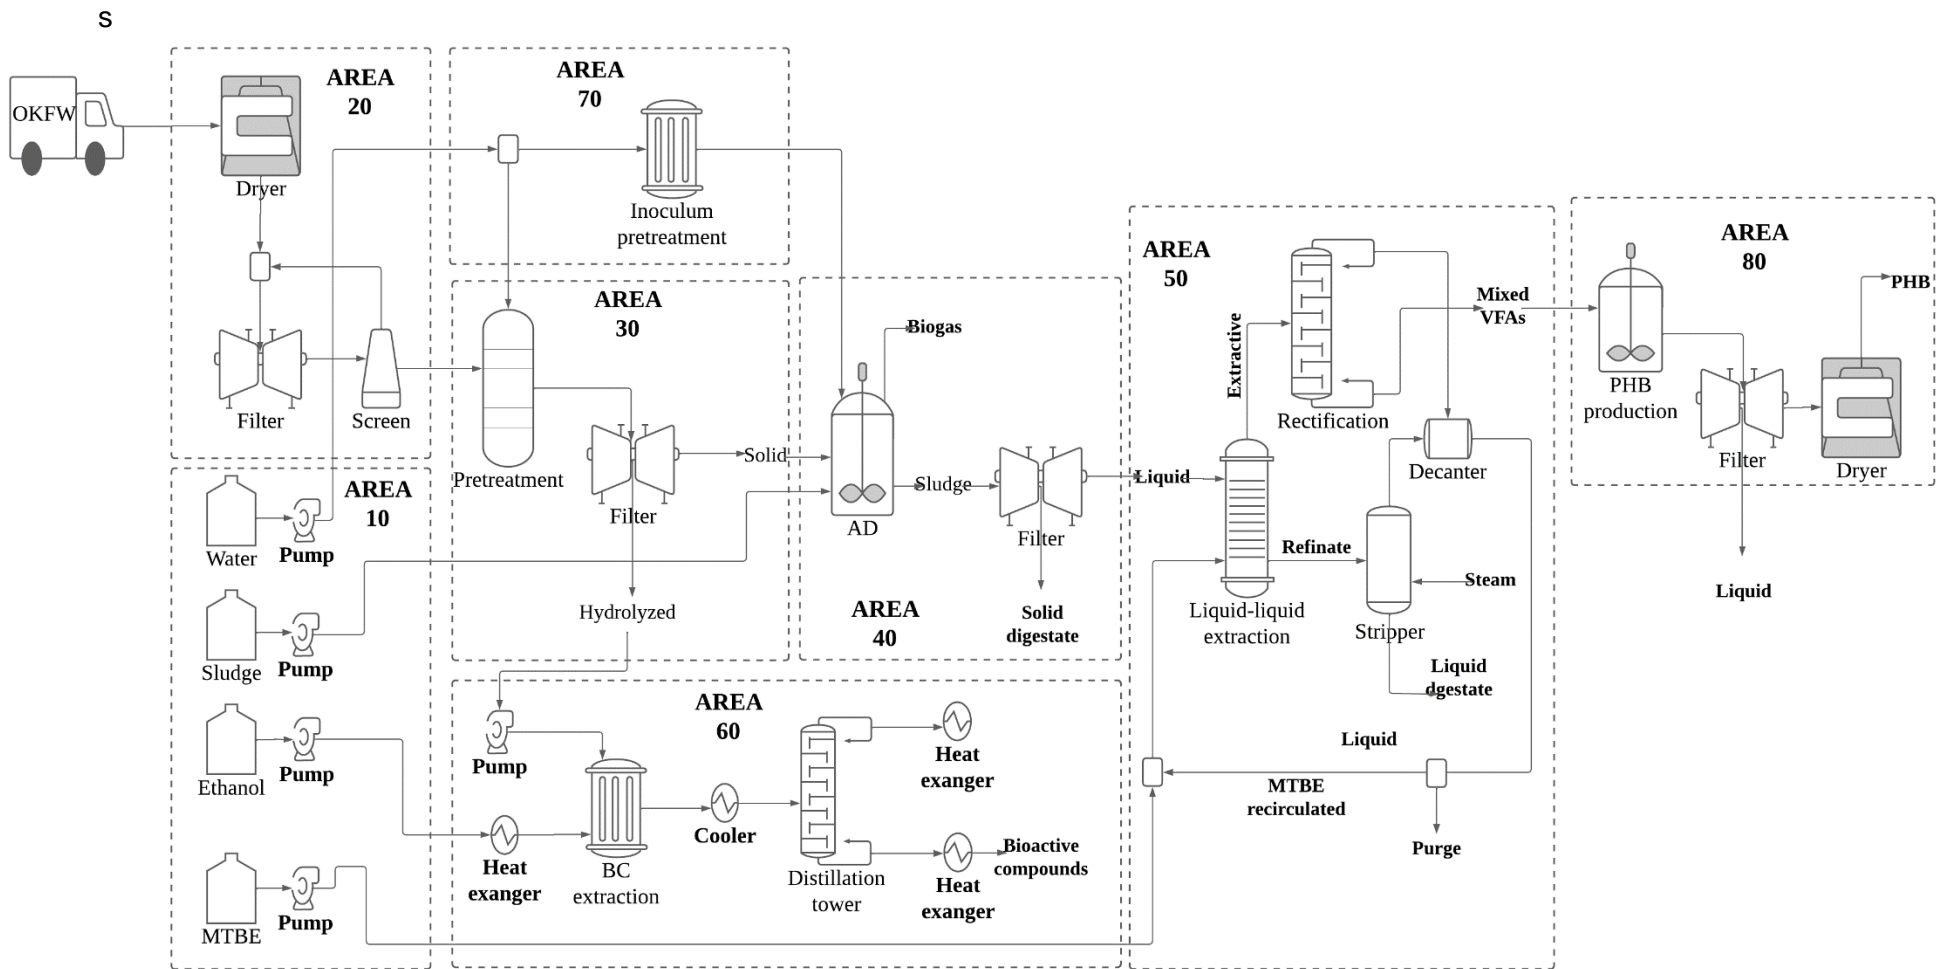 S
OKFW
AREA
20
Dryer
Filter
Screen
AREA
70
Inoculum
pretreatment
AREA
10
Water
Pump
Sludge
Pump
Ethanol
Pump
MTBE
Pump
AREA
30
Pretreatment
Filter
Solid
Hydrolyzed
AREA
40
Biogas
AD
Sludge
Filter
Solid
digestate
AREA
60
Pump
Heat
exanger
BC
extraction
Cooler
Distillation
tower
Heat
exanger
Heat
exanger
Bioactive
compounds
AREA
50
Liquid
Extractive
Rectification
Mixed
VFAs
Decanter
Refinate
Steam
Liquid-liquid
extraction
Stripper
Liquid
dgestate
Liquid
MTBE
recirculated
Purge
AREA
80
PHB
PHB
production
Filter
Dryer
Liquid